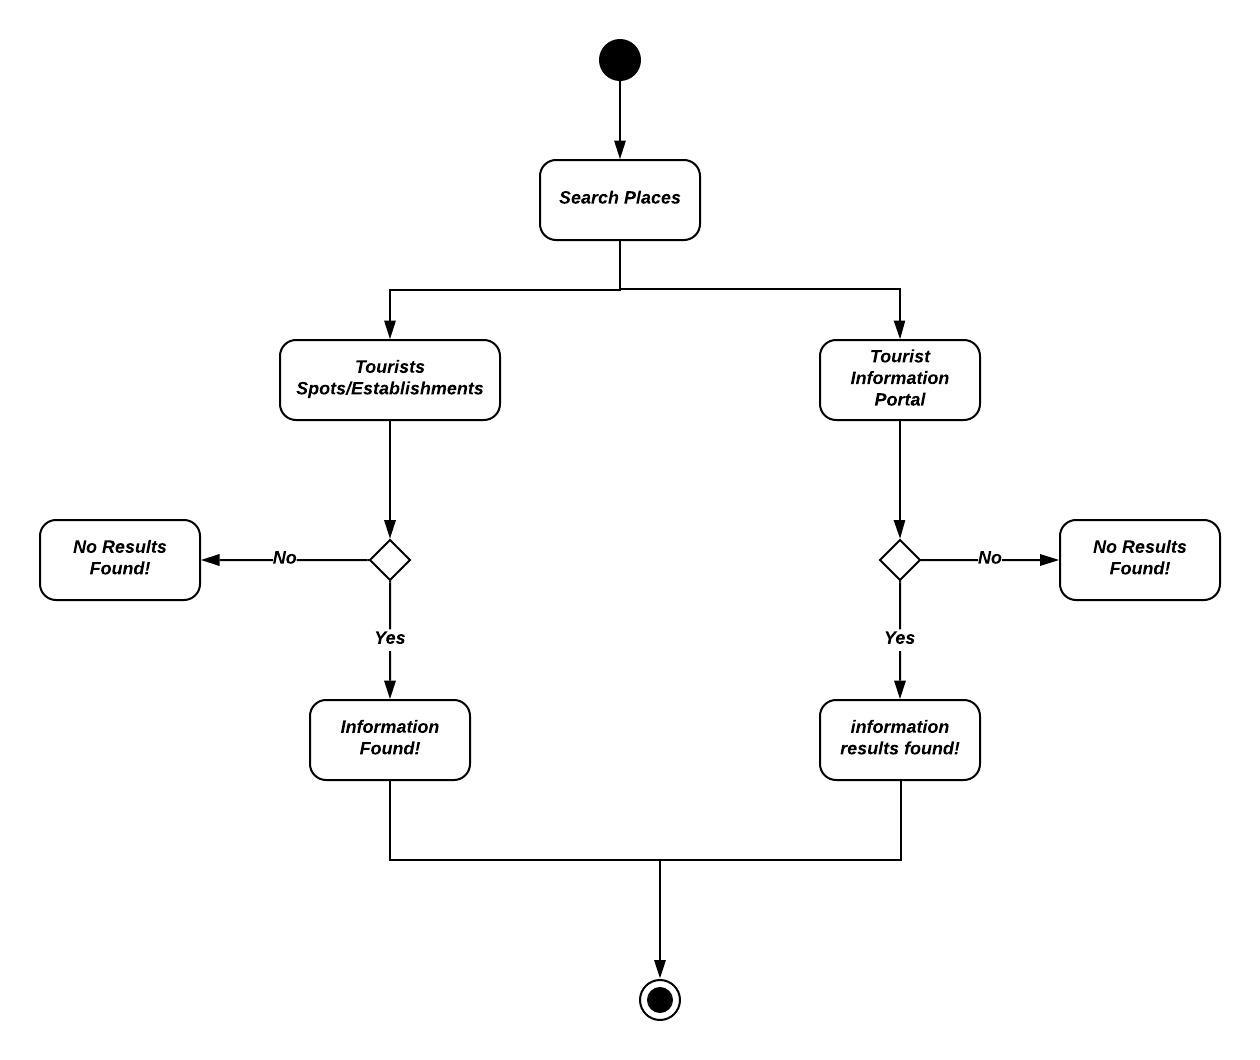 Search Places
Tourists
Spots/Establishments
Tourist
Information
Portal
No Results
Found!
No
No
No Results
Found!
Yes
Yes
Information
Found!
information
results found!